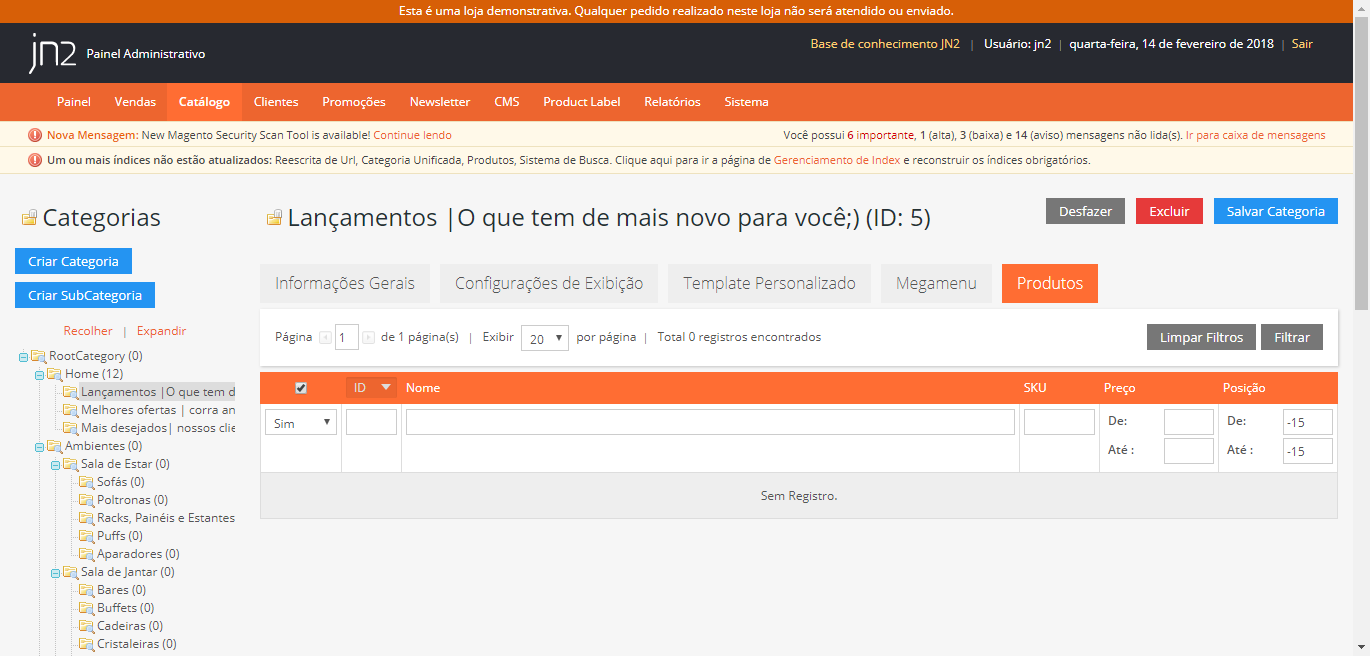 Esta é uma loja demonstrativa. Qualquer pedido realizado neste loja não será atendido ou enviado.
jn2 Painel Administrativo
Base de conhecimento JN2 | Usuário: jn2 | quarta-feira, 14 de fevereiro de 2018 | Sair
Painel Vendas Catálogo Clientes Promoções Newsletter CMS Product Label Relatórios Sistema
Nova Mensagem: New Magento Security Scan Tool is available! Continue lendo
Você possui 6 importante, 1 (alta), 3 (baixa) e 14 (aviso) mensagens não lida(s). Ir para caixa de mensagens
Um ou mais índices não estão atualizados: Reescrita de Url, Categoria Unificada, Produtos, Sistema de Busca. Clique aqui para ir a página de Gerenciamento de Index e reconstruir os índices obrigatórios.
Categorias
Criar Categoria
Criar SubCategoria
Recolher | Expandir
RootCategory (0)
Home (12)
Lançamentos |O que tem d
Melhores ofertas | corra an
Mais desejados| nossos clie
Ambientes (0)
Sala de Estar (0)
Sofás (0)
Poltronas (0)
Racks, Painéis e Estantes
Puffs (0)
Aparadores (0)
Sala de Jantar (0)
Bares (0)
Buffets (0)
Cadeiras (0)
Cristaleiras (0)
Lançamentos |O que tem de mais novo para você;) (ID: 5)
Desfazer Excluir Salvar Categoria
Informações Gerais Configurações de Exibição Template Personalizado Megamenu Produtos
Página 1 de 1 página(s) | Exibir 20 por página | Total 0 registros encontrados
Limpar Filtros Filtrar
ID Nome SKU Preço Posição
Sim De: De: -15
Até : Até : -15
Sem Registro.